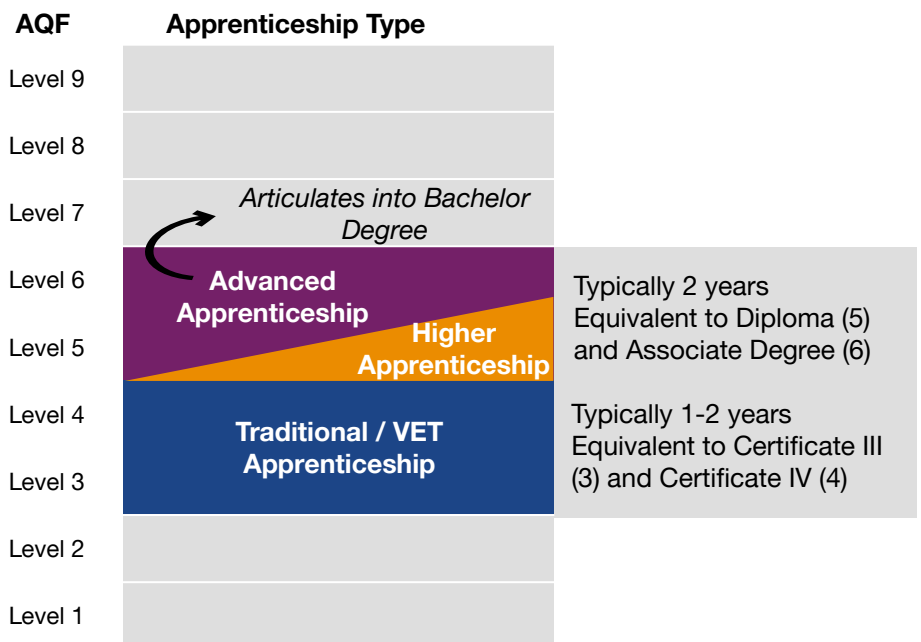 AQF Apprenticeship Type
Level 9
Level 8
Level 7
Articulates into Bachelor
Degree
Level 6
Advanced
Apprenticeship
Typically 2 years
Equivalent to Diploma (5)
and Associate Degree (6)
Level 5
Higher
Apprenticeship
Level 4
Traditional / VET
Apprenticeship
Typically 1-2 years
Equivalent to Certificate III
(3) and Certificate IV (4)
Level 3
Level 2
Level 1